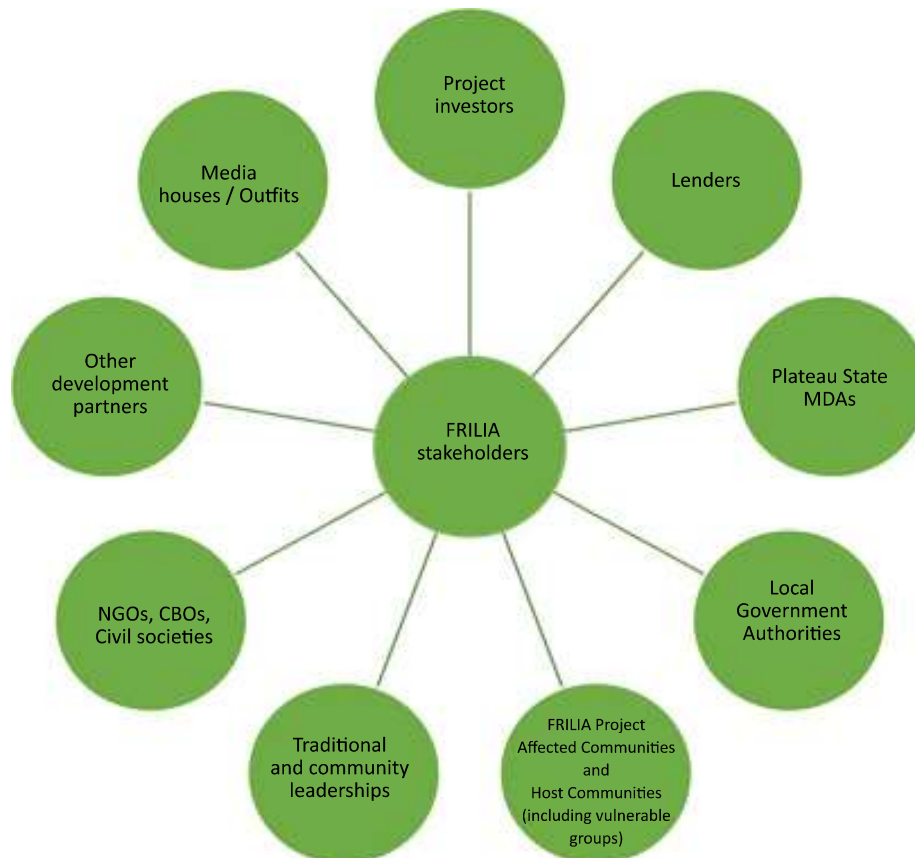 Project
investors
Lenders
Plateau State
MDAs
Local
Government
Authorities
FRILIA Project
Affected Communities
and
Host Communities
(including vulnerable
groups)
Traditional
and community
leaderships
NGOs, CBOs,
Civil societies
Other
development
partners
Media
houses / Outfits
FRILIA
stakeholders